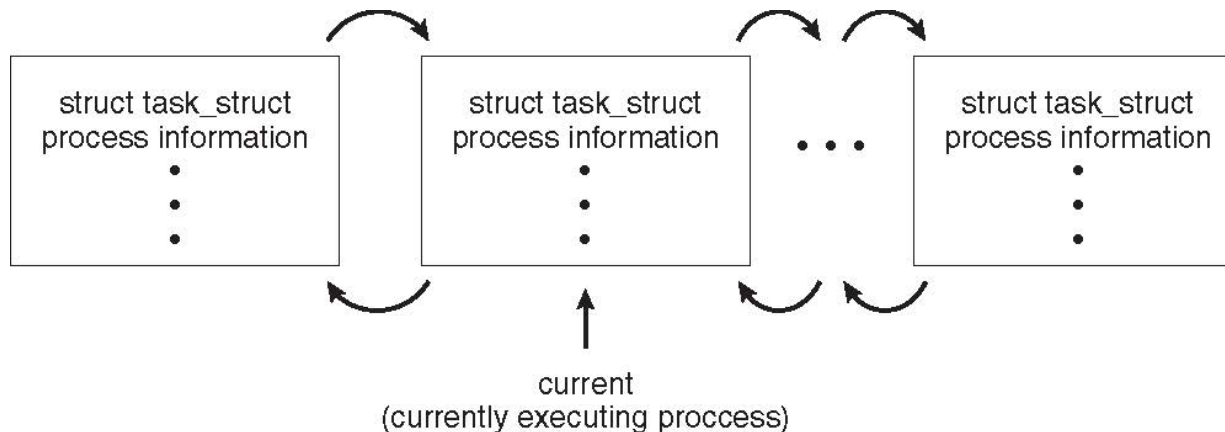 struct task_struct
process information
struct task_struct
process information
struct task_struct
process information
current
(currently executing proccess)